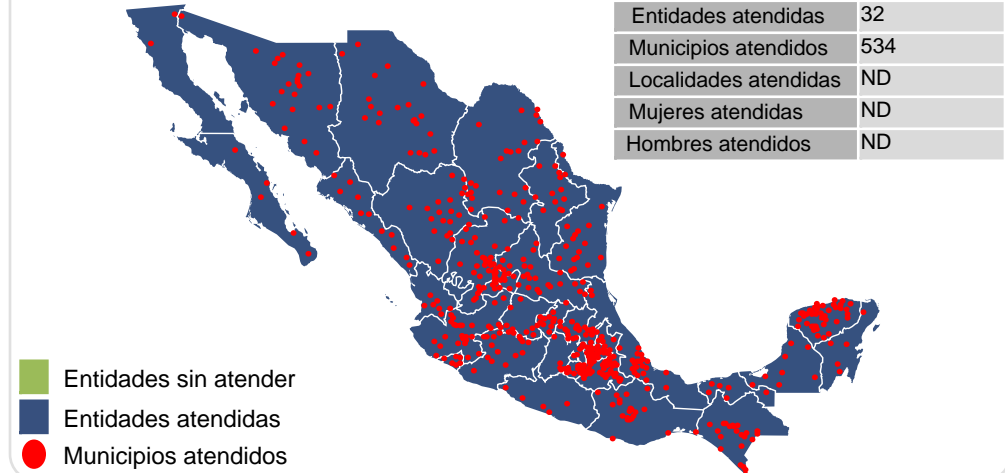 Entidades atendidas 32
Municipios atendidos 534
Localidades atendidas ND
Mujeres atendidas ND
Hombres atendidos ND
Entidades sin atender
Entidades atendidas
Municipios atendidos